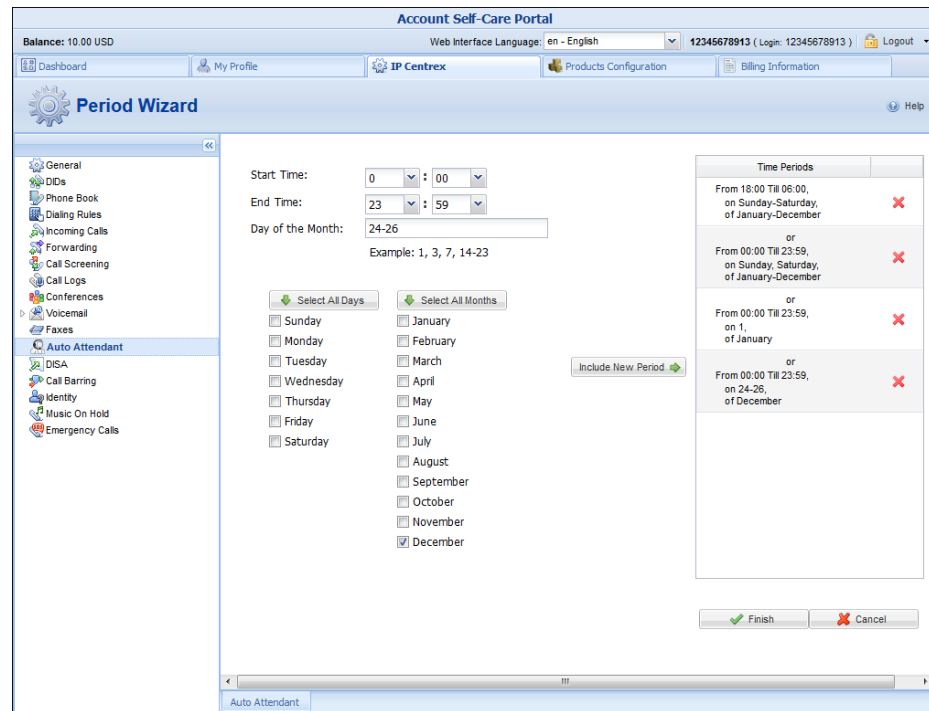 Account Self-Care Portal
Balance: 10.00 USD
Web Interface Language: en - English
12345678913 ( Login: 12345678913 )
Logout
Dashboard
My Profile
IP Centrex
Products Configuration
Billing Information
Period Wizard
Help
General
DIDs
Phone Book
Dialing Rules
Incoming Calls
Forwarding
Call Screening
Call Logs
Conferences
Voicemail
Faxes
Auto Attendant
DISA
Call Barring
Identity
Music On Hold
Emergency Calls
Start Time: 0 : 00
End Time: 23 : 59
Day of the Month: 24-26
Example: 1, 3, 7, 14-23
Select All Days
Sunday
Monday
Tuesday
Wednesday
Thursday
Friday
Saturday
Select All Months
January
February
March
April
May
June
July
August
September
October
November
December
Include New Period
Time Periods
From 18:00 Till 06:00,
on Sunday-Saturday,
of January-December
or
From 00:00 Till 23:59,
on Sunday, Saturday,
of January-December
or
From 00:00 Till 23:59,
on 1,
of January
or
From 00:00 Till 23:59,
on 24-26,
of December
Finish
Cancel
Auto Attendant